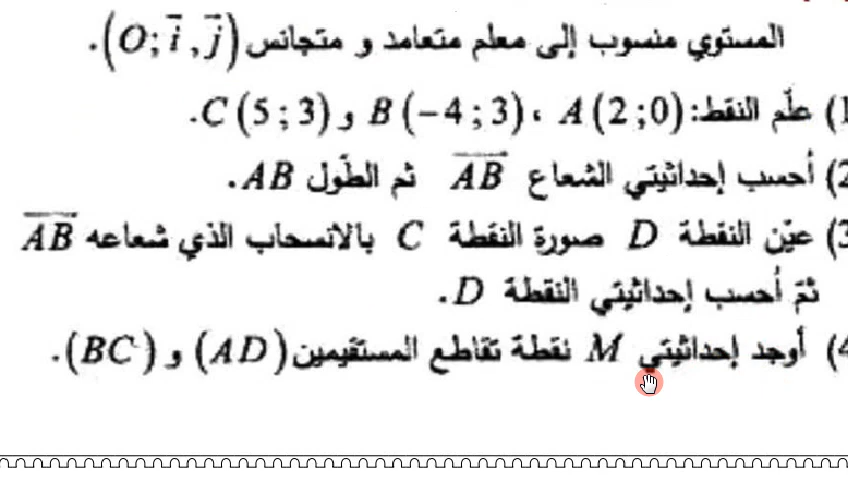 المستوي منسوب إلى معلم متعامد و متجانس (O; i⃗, j⃗).
1) علّم النقط: A(2;0) ، B(−4;3) و C(5;3).
2) أحسب إحداثيتي الشعاع A͞B͞ ثم الطّول AB.
3) عيّن النقطة D صورة النقطة C بالانسحاب الذي شعاعه A͞B͞
ثمّ أحسب إحداثيتي النقطة D.
4) أوجد إحداثيتي M نقطة تقاطع المستقيمين (AD) و (BC).